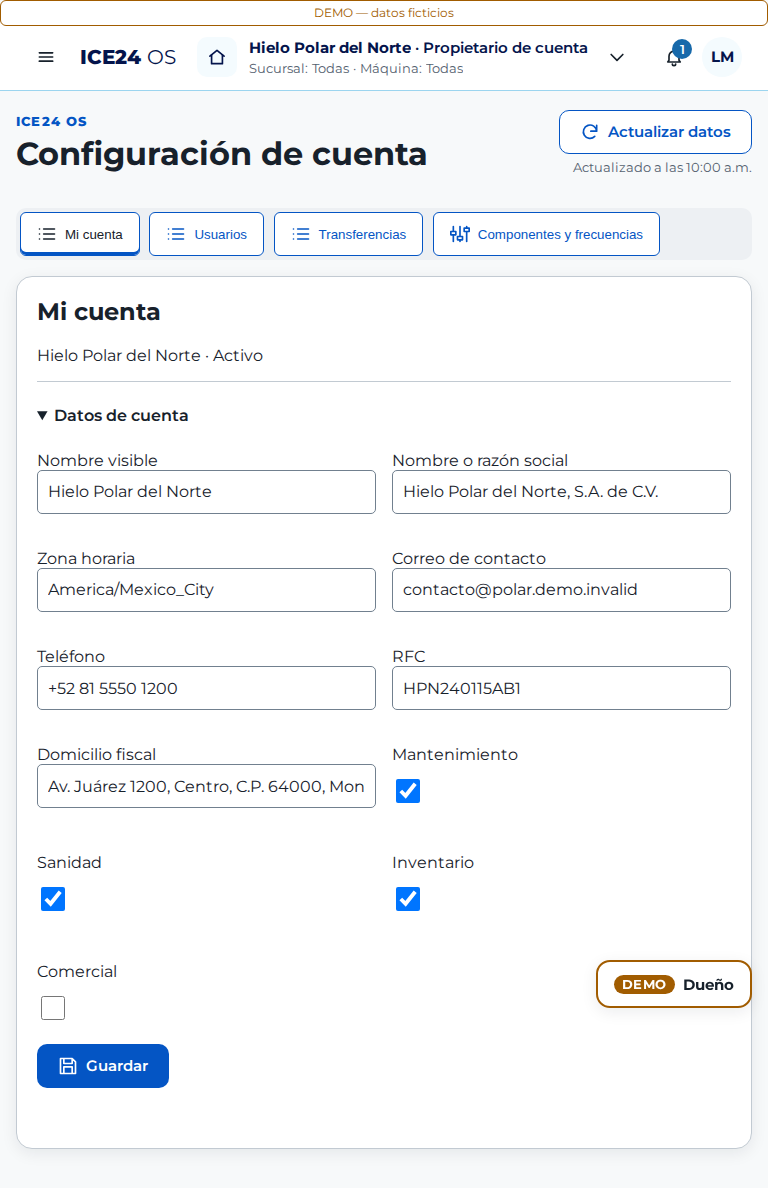 DEMO — datos ficticios
ICE24 OS
Hielo Polar del Norte · Propietario de cuenta
Sucursal: Todas · Máquina: Todas
1
LM
ICE24 OS
Configuración de cuenta
Actualizar datos
Actualizado a las 10:00 a.m.
Mi cuenta
Usuarios
Transferencias
Componentes y frecuencias
Mi cuenta
Hielo Polar del Norte · Activo
Datos de cuenta
Nombre visible
Nombre o razón social
Hielo Polar del Norte
Hielo Polar del Norte, S.A. de C.V.
Zona horaria
Correo de contacto
America/Mexico_City
contacto@polar.demo.invalid
Teléfono
RFC
+52 81 5550 1200
HPN240115AB1
Domicilio fiscal
Mantenimiento
Av. Juárez 1200, Centro, C.P. 64000, Mon
Sanidad
Inventario
Comercial
DEMO Dueño
Guardar